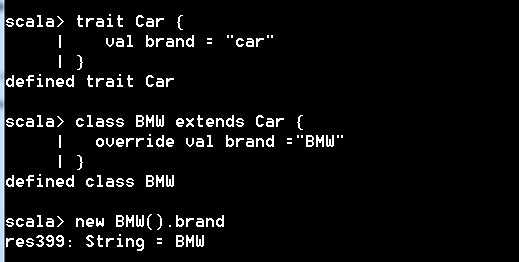 scala> trait Car {
     |    val brand = "car"
     | }
defined trait Car
scala> class BMW extends Car {
     |   override val brand ="BMW"
     | }
defined class BMW
scala> new BMW().brand
res399: String = BMW